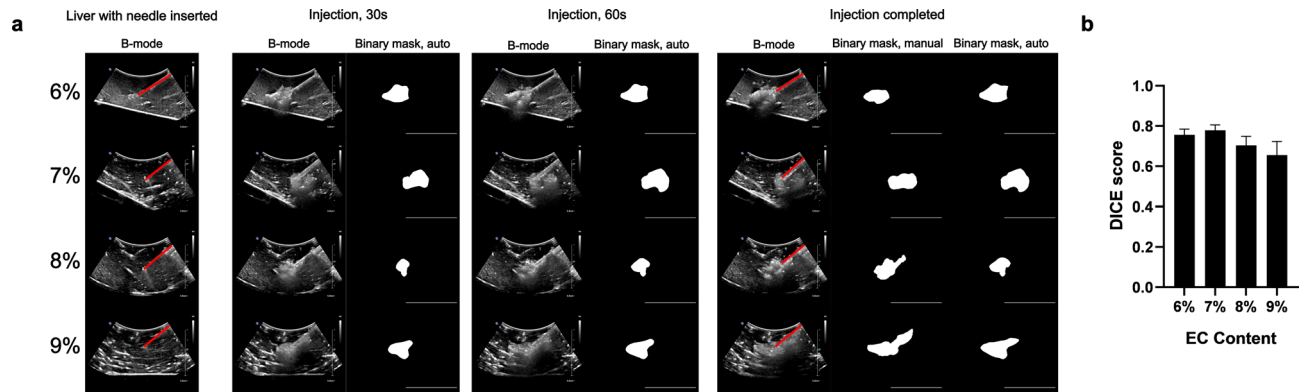 a
Liver with needle inserted
Injection, 30s
Injection, 60s
Injection completed
B-mode
B-mode
Binary mask, auto
B-mode
Binary mask, auto
B-mode
Binary mask, manual
Binary mask, auto
6%
7%
8%
9%
b
DICE score
1.0
0.8
0.6
0.4
0.2
0.0
6% 7% 8% 9%
EC Content